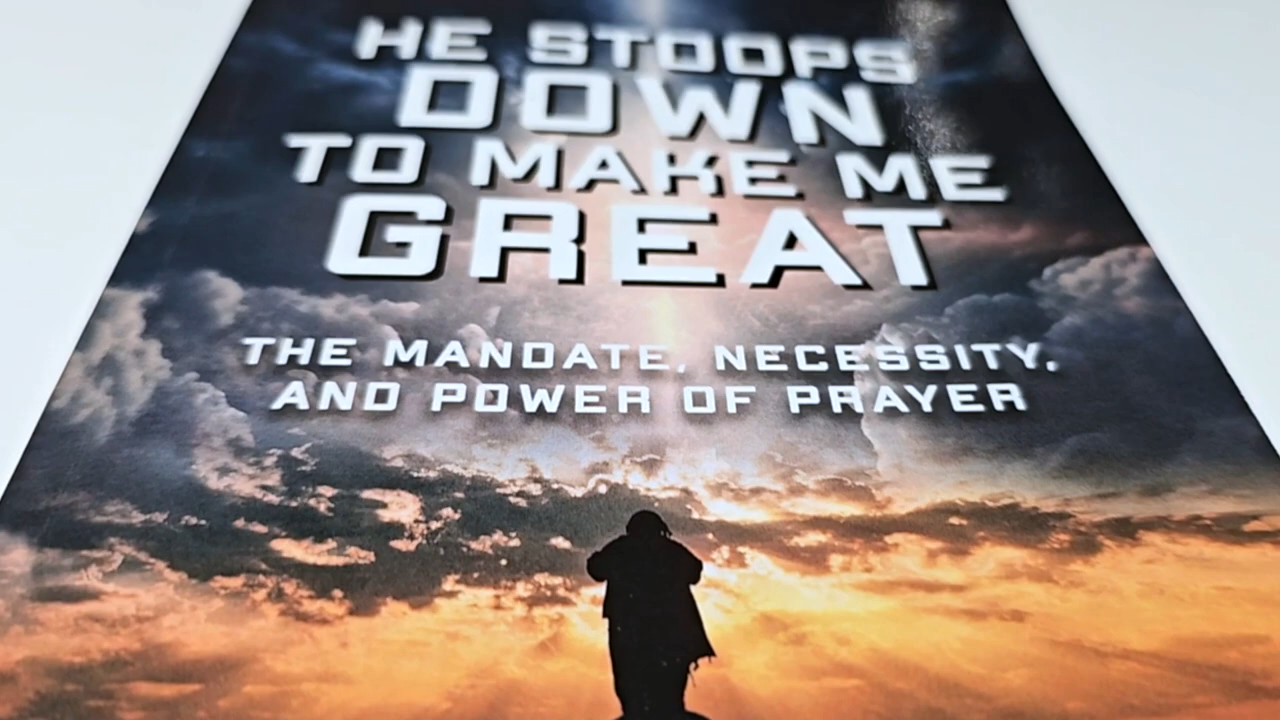 HE STOOPS
DOWN
TO MAKE ME
GREAT
THE MANDATE, NECESSITY,
AND POWER OF PRAYER